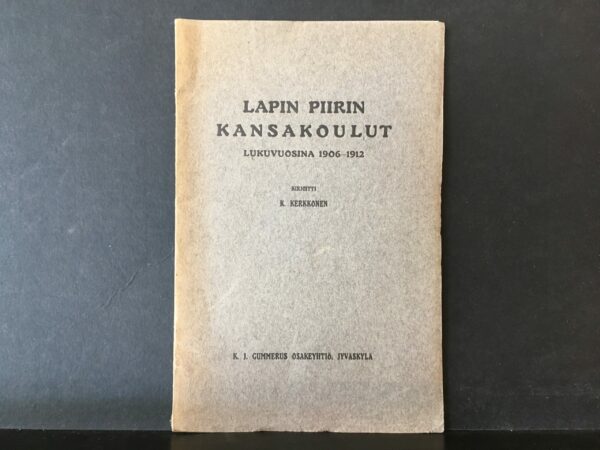 LAPIN PIIRIN
KANSAKOULUT
LUKUVUOSINA 1906-1912
KIRJOITTI
K. KERKKONEN
K. J. GUMMERUS OSAKEYHTIÖ, JYVÄSKYLÄ